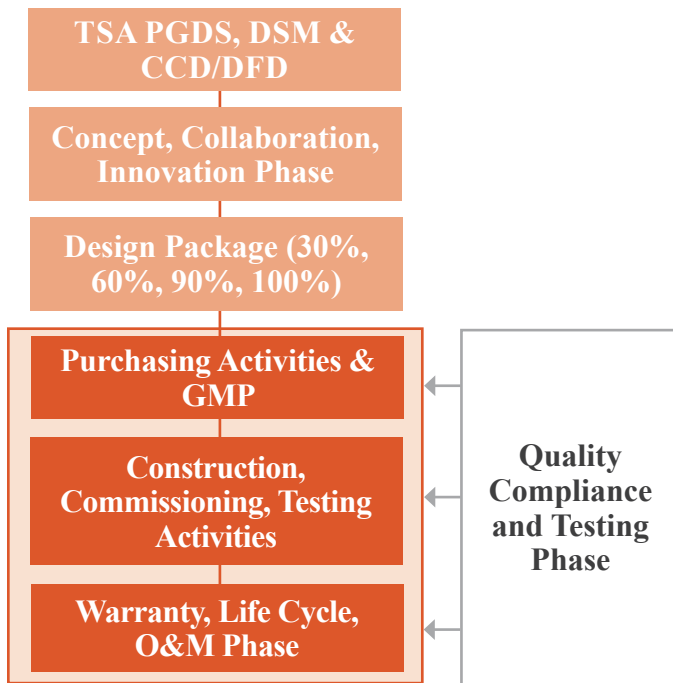 TSA PGDS, DSM &
CCD/DFD
Concept, Collaboration,
Innovation Phase
Design Package (30%,
60%, 90%, 100%)
Purchasing Activities &
GMP
Construction,
Commissioning, Testing
Activities
Warranty, Life Cycle,
O&M Phase
Quality
Compliance
and Testing
Phase